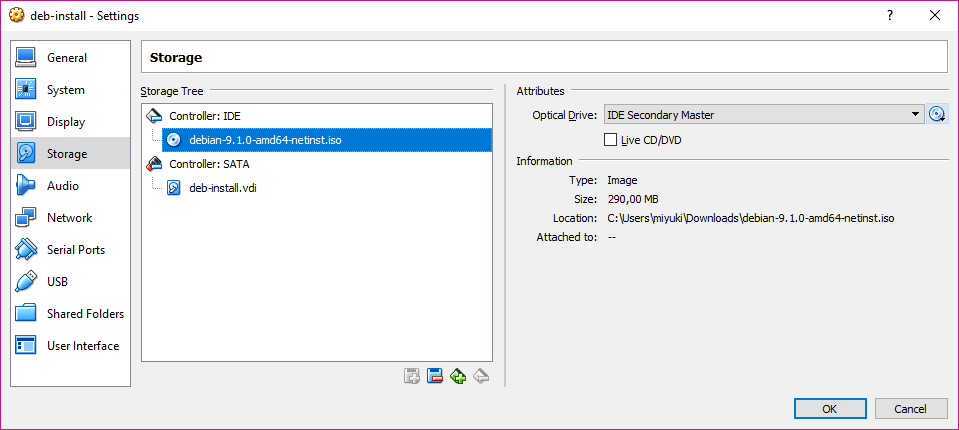 deb-install - Settings
General
System
Display
Storage
Audio
Network
Serial Ports
USB
Shared Folders
User Interface
Storage
Storage Tree
Controller: IDE
debian-9.1.0-amd64-netinst.iso
Controller: SATA
deb-install.vdi
Attributes
Optical Drive: IDE Secondary Master
Live CD/DVD
Information
Type: Image
Size: 290,00 MB
Location: C:\Users\miyuki\Downloads\debian-9.1.0-amd64-netinst.iso
Attached to: --
OK Cancel